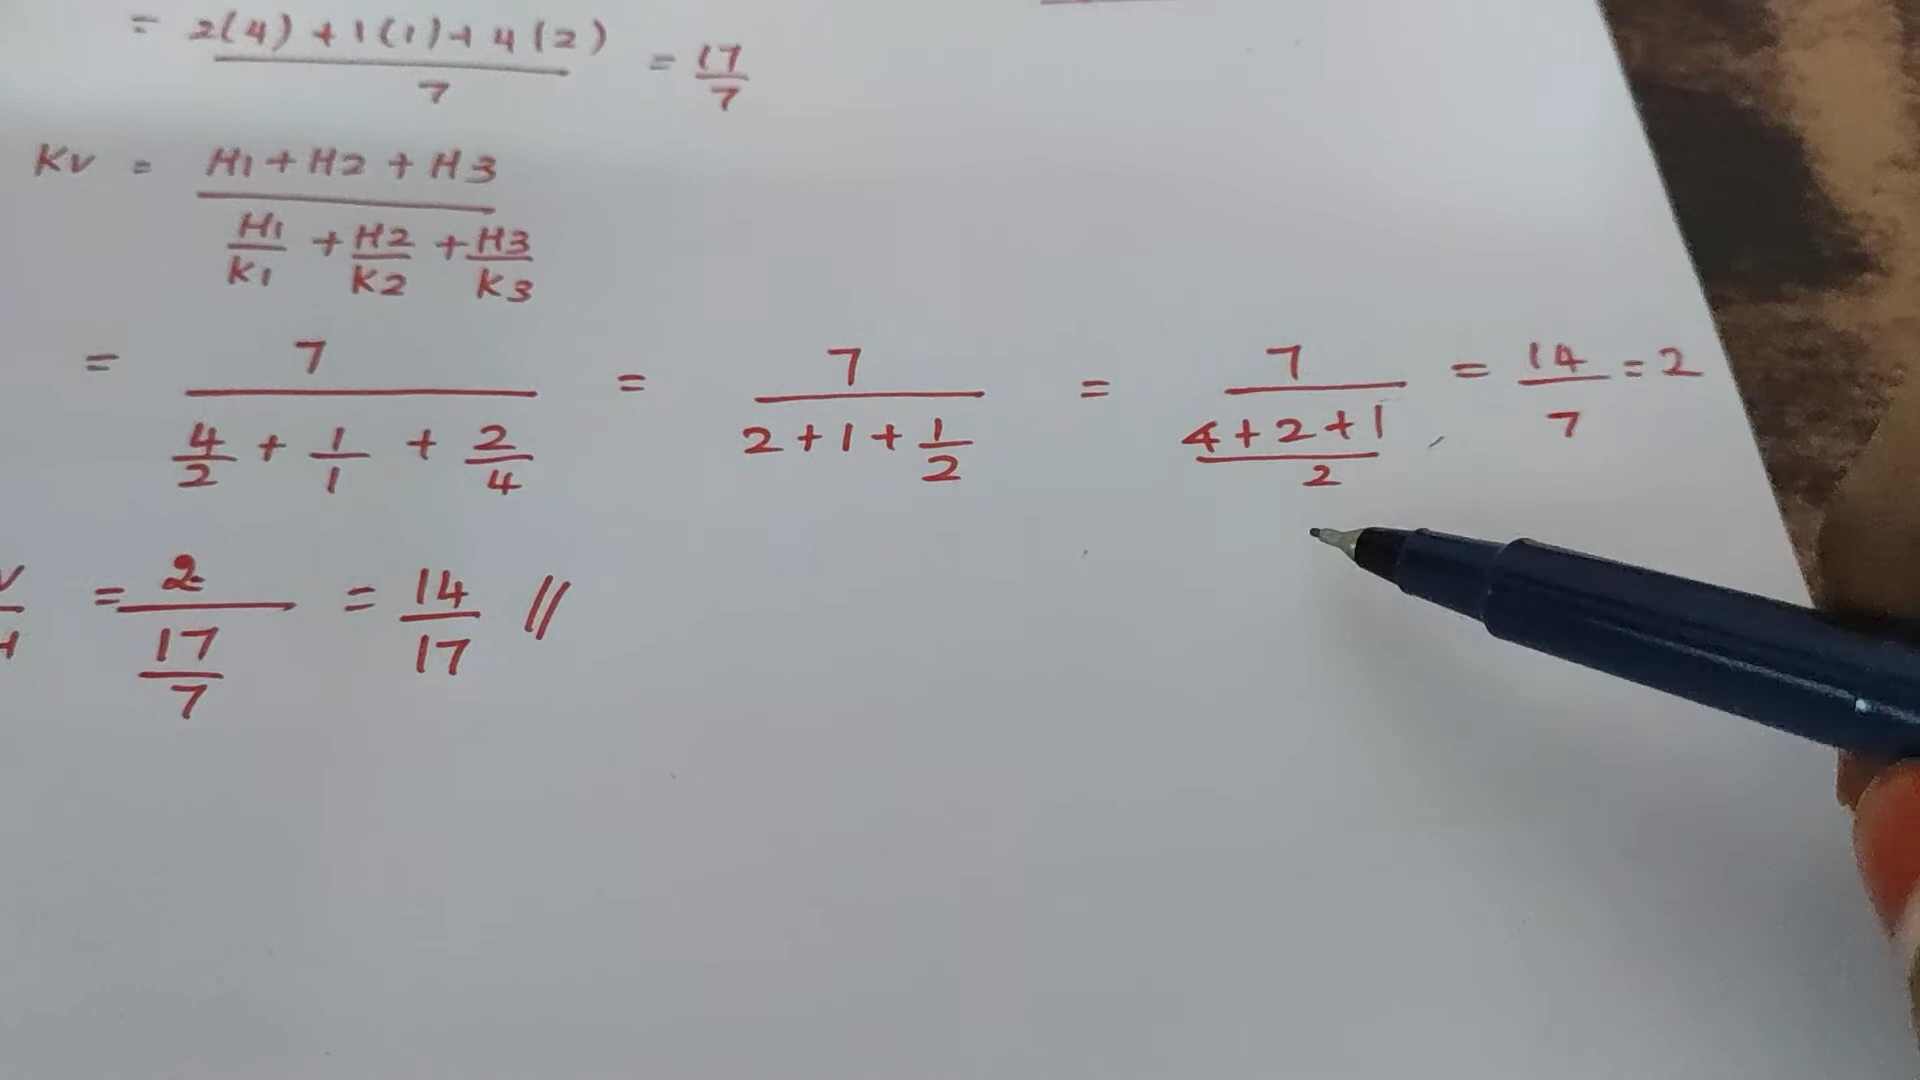 = 2(4) + 1(1) + 4(2) / 7 = 17/7
KV = H1 + H2 + H3 / H1/K1 + H2/K2 + H3/K3
= 7 / 4/2 + 1/1 + 2/4 = 7 / 2 + 1 + 1/2 = 7 / 4+2+1/2 = 14/7 = 2
V/H = 2 / 17/7 = 14/17 //